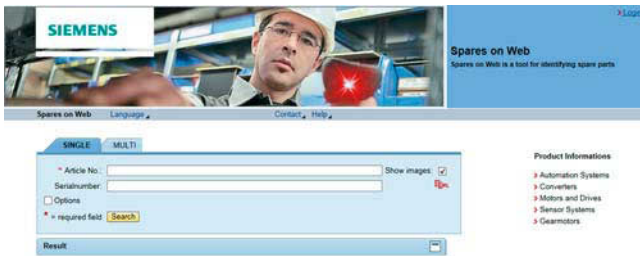 SIEMENS
Spares on Web
Spares on Web is a tool for identifying spare parts
Spares on Web Language Contact Help
SINGLE MULTI
* Article No.: Show images:
Serialnumber:
Options
* = required field Search
Result
Product Informations
Automation Systems
Converters
Motors and Drives
Sensor Systems
Gearmotors